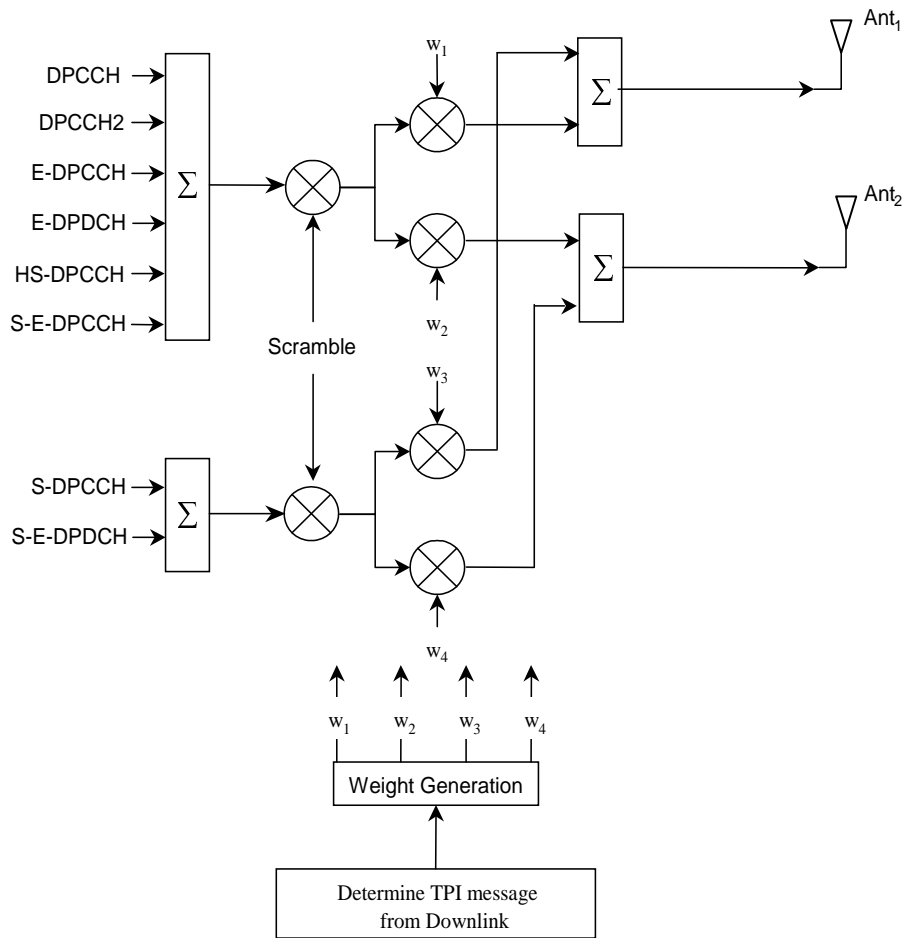 Ant1
w1
DPCCH
DPCCH2
E-DPCCH
E-DPDCH
HS-DPCCH
S-E-DPCCH
Σ
Σ
Ant2
Σ
w2
Scramble
w3
S-DPCCH
S-E-DPDCH
Σ
w4
w1 w2 w3 w4
Weight Generation
Determine TPI message
from Downlink